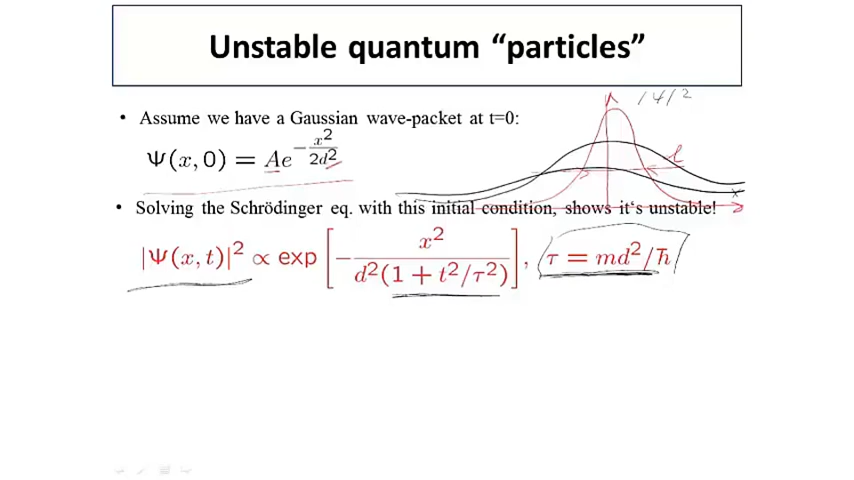 Unstable quantum “particles”
• Assume we have a Gaussian wave-packet at t=0:
|Ψ|²
Ψ(x, 0) = Ae^{-x²/2d²}
x
• Solving the Schrödinger eq. with this initial condition, shows it‘s unstable!
|Ψ(x, t)|² ∝ exp [ − x² / d²(1 + t²/τ²) ], τ = md²/ħ